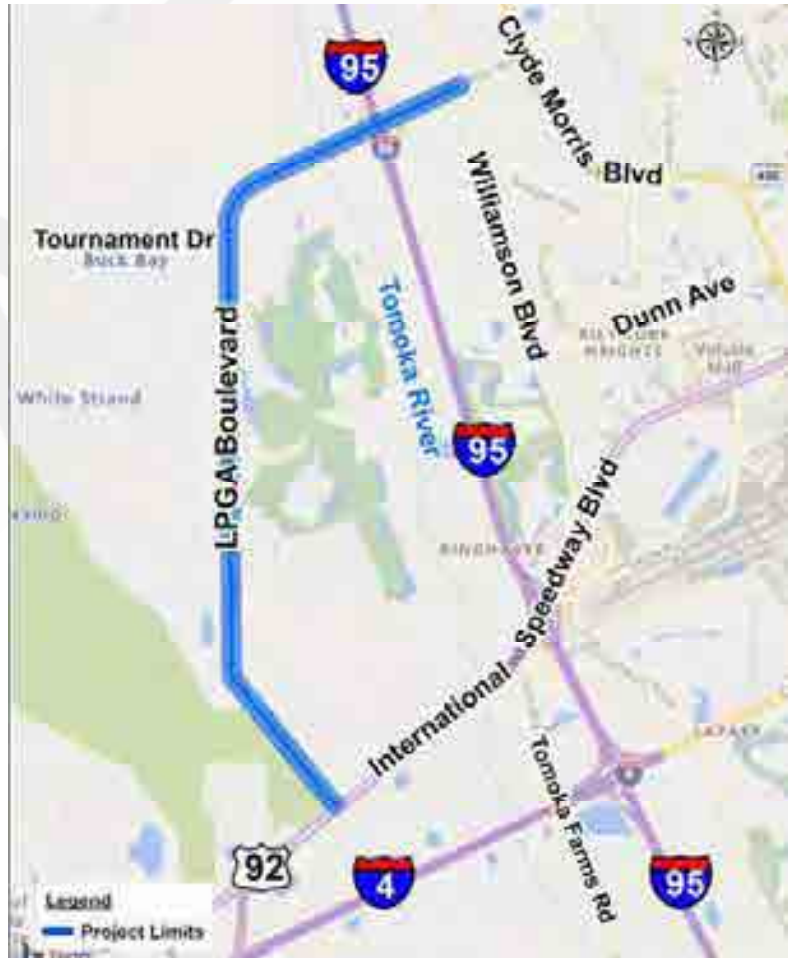 95
Clyde Morris
Blvd
Williamson Blvd
Tournament Dr
Buck Bay
Dunn Ave
Tomoka River
White Strand
LPGA Boulevard
95
International Speedway Blvd
Tomoka Farms Rd
92
4
95
Legend
Project Limits